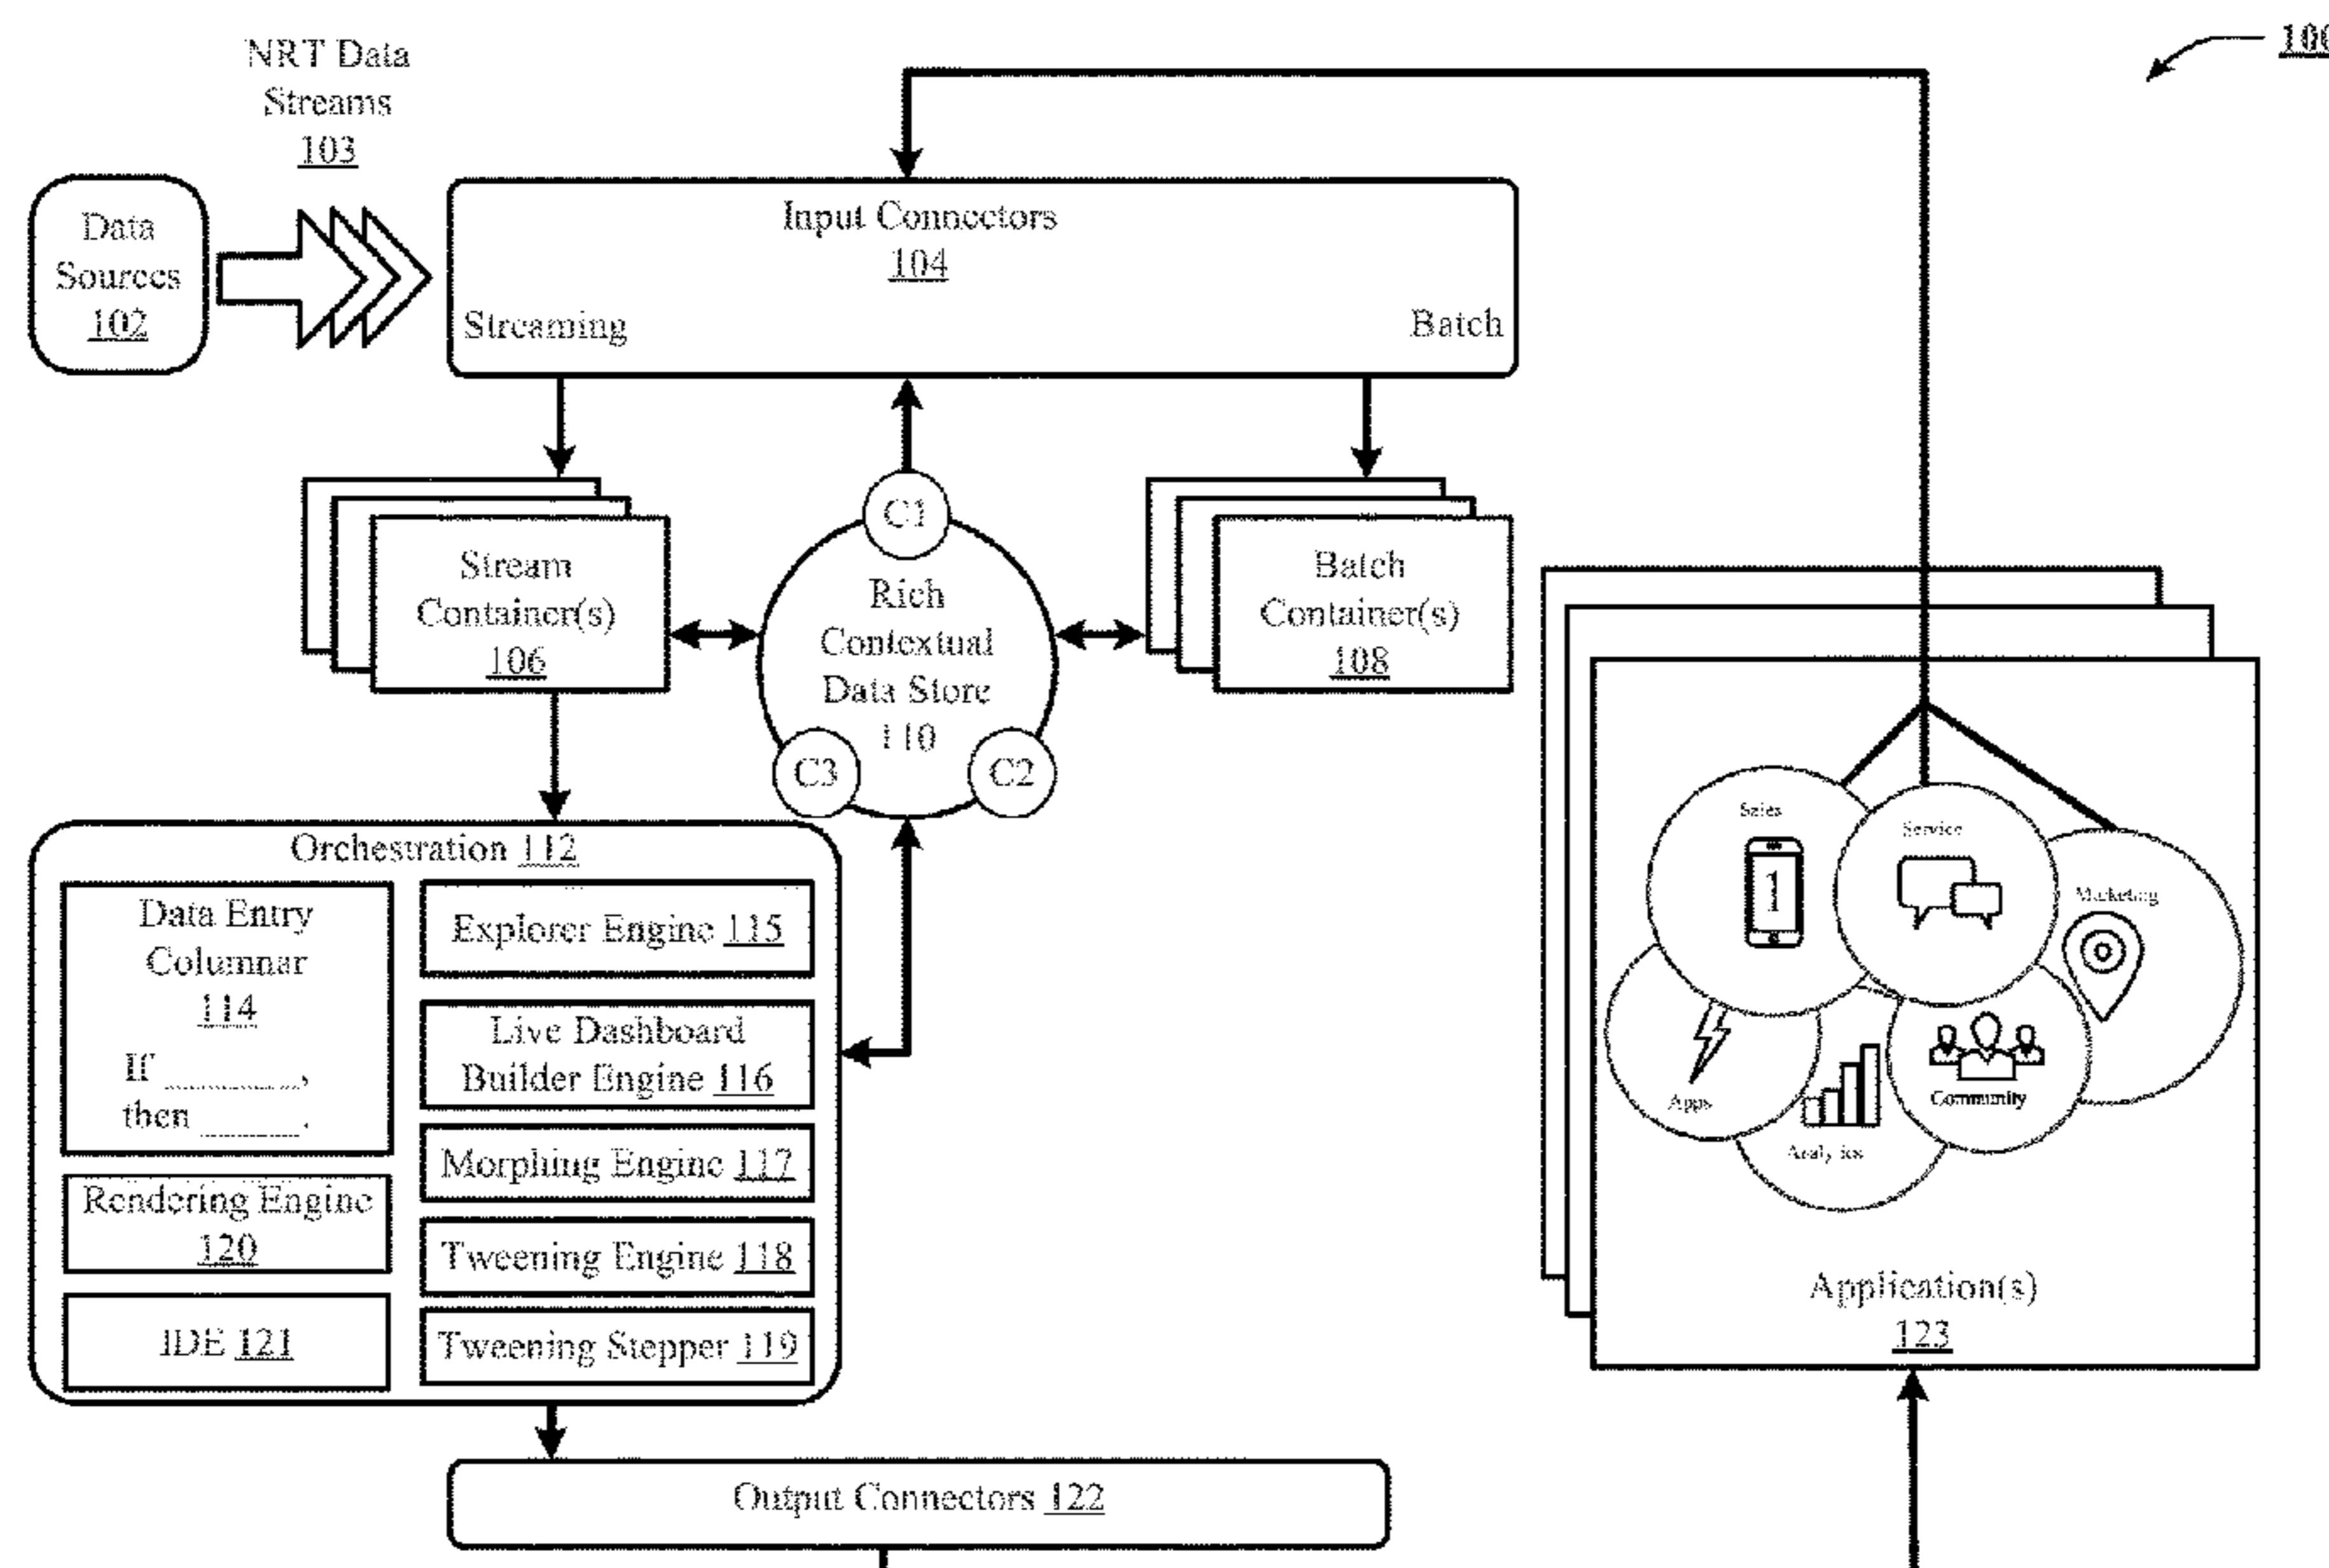 100
NRT Data
Streams
103
Data
Sources
102
Input Connectors
104
Streaming
Batch
Stream
Container(s)
106
C1
Rich
Contextual
Data Store
110
C3
C2
Batch
Container(s)
108
Orchestration 112
Data Entry
Columnar
114
If ________,
then ______.
Explorer Engine 115
Live Dashboard
Builder Engine 116
Morphing Engine 117
Rendering Engine
120
Tweening Engine 118
IDE 121
Tweening Stepper 119
Output Connectors 122
Sales
1
Service
Marketing
Apps
Analytics
Community
Application(s)
123